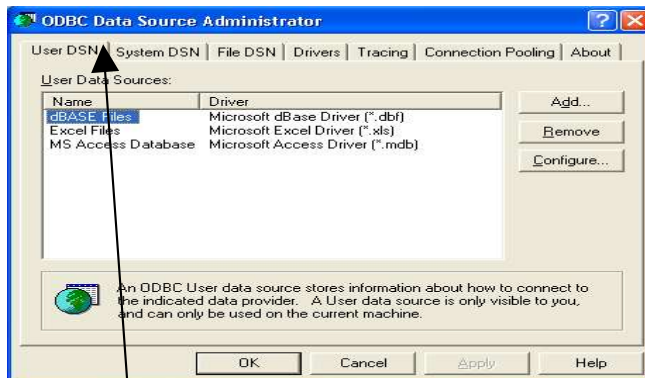 ODBC Data Source Administrator
User DSN System DSN File DSN Drivers Tracing Connection Pooling About
User Data Sources:
Name Driver
dBASE Files Microsoft dBase Driver (*.dbf)
Excel Files Microsoft Excel Driver (*.xls)
MS Access Database Microsoft Access Driver (*.mdb)
Add...
Remove
Configure...
An ODBC User data source stores information about how to connect to
the indicated data provider. A User data source is only visible to you,
and can only be used on the current machine.
OK Cancel Apply Help